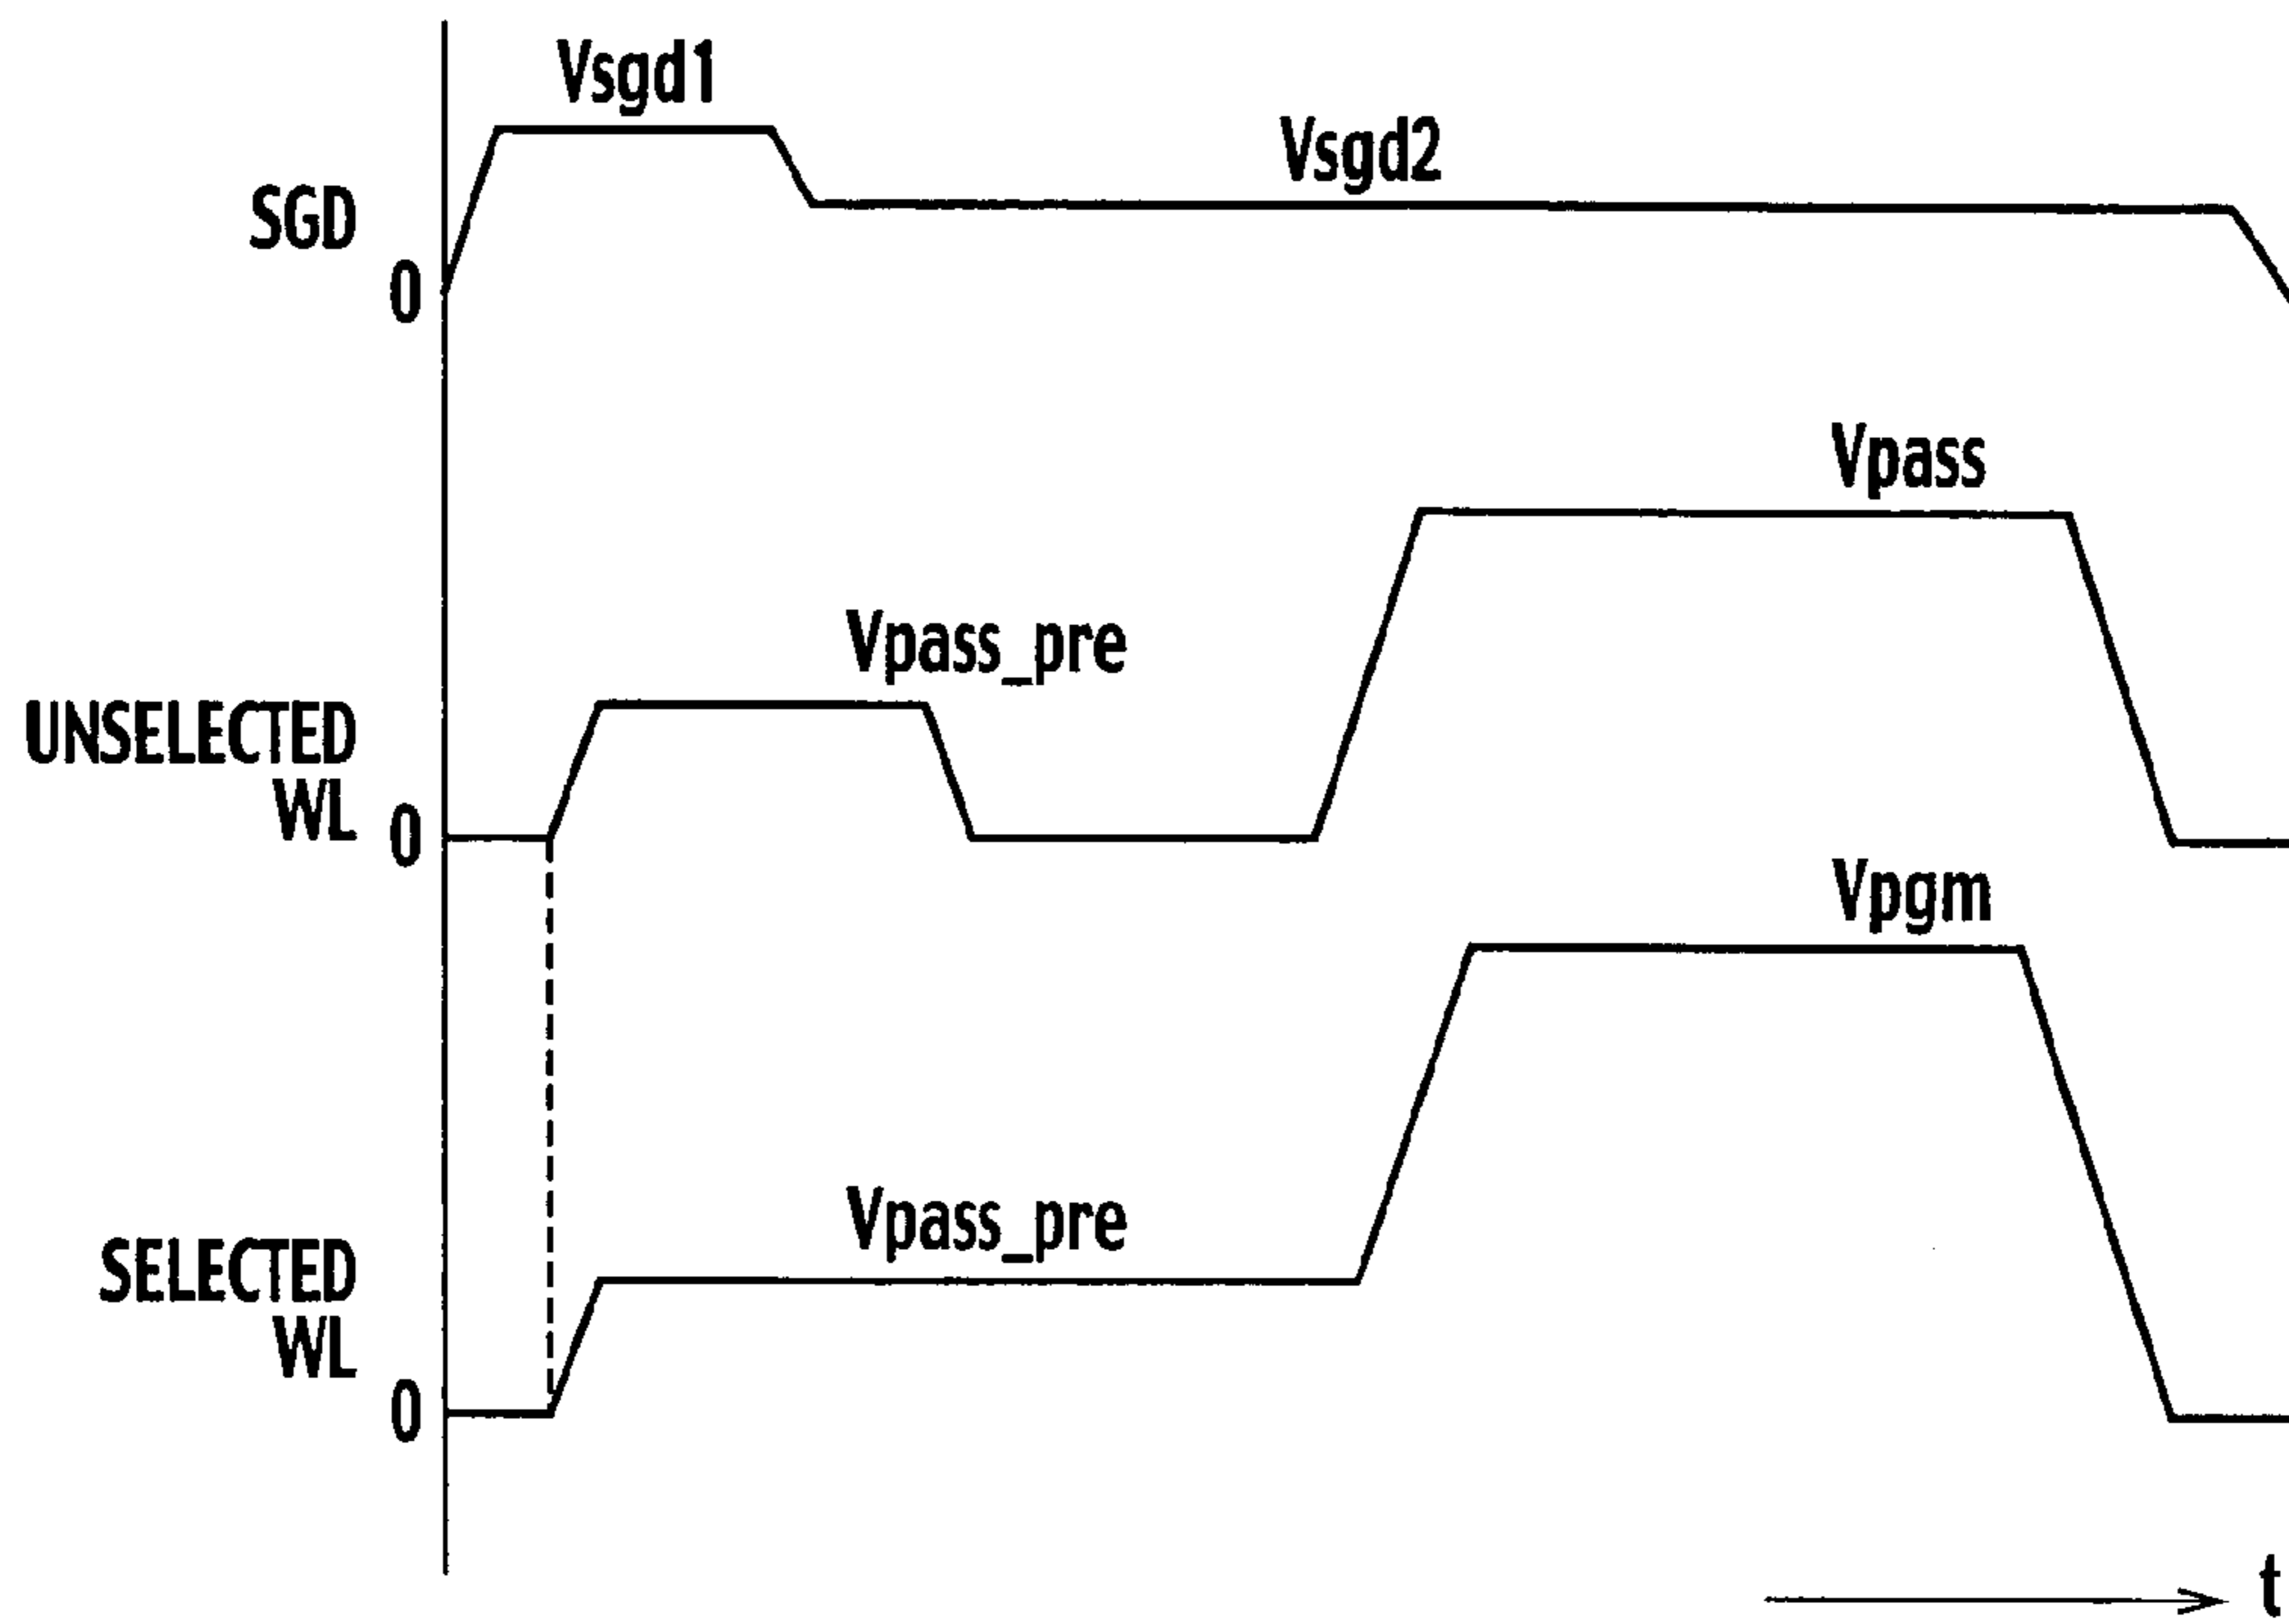 Vsgd1
Vsgd2
SGD
0
Vpass
Vpass_pre
UNSELECTED
WL
0
Vpgm
Vpass_pre
SELECTED
WL
0
t